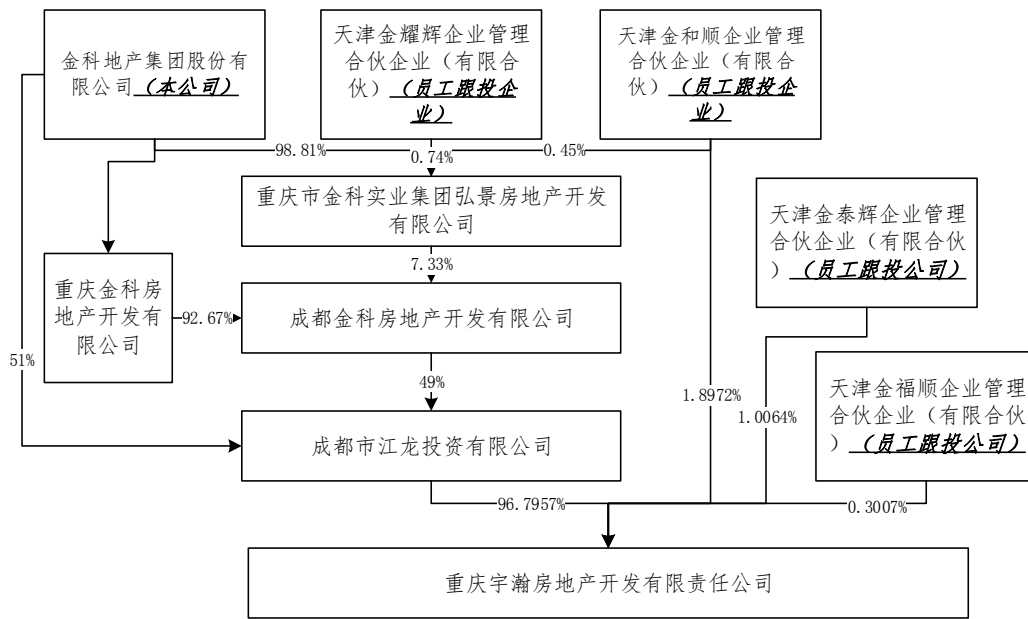 金科地产集团股份有
限公司（本公司）
天津金耀辉企业管理
合伙企业（有限合
伙）（员工跟投企
业）
天津金和顺企业管理
合伙企业（有限合
伙）（员工跟投企
业）
98.81%
0.74%
0.45%
重庆市金科实业集团弘景房地产开发
有限公司
天津金泰辉企业管理
合伙企业（有限合伙
）（员工跟投公司）
7.33%
重庆金科房
地产开发有
限公司
92.67%
成都金科房地产开发有限公司
51%
49%
1.8972%
1.0064%
天津金福顺企业管理
合伙企业（有限合伙
）（员工跟投公司）
成都市江龙投资有限公司
96.7957%
0.3007%
重庆宇瀚房地产开发有限责任公司